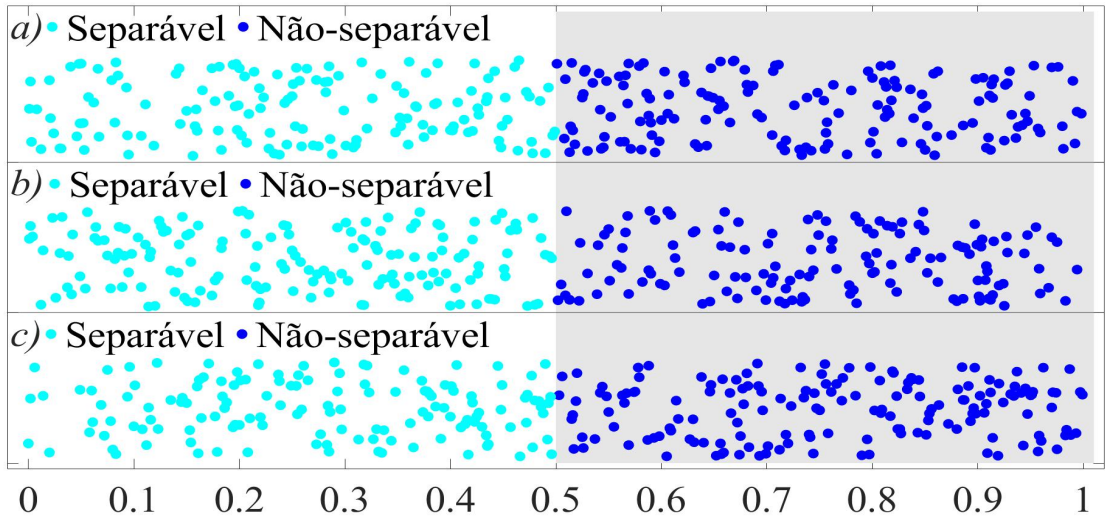 a) Separável Não-separável
b) Separável Não-separável
c) Separável Não-separável
0 0.1 0.2 0.3 0.4 0.5 0.6 0.7 0.8 0.9 1